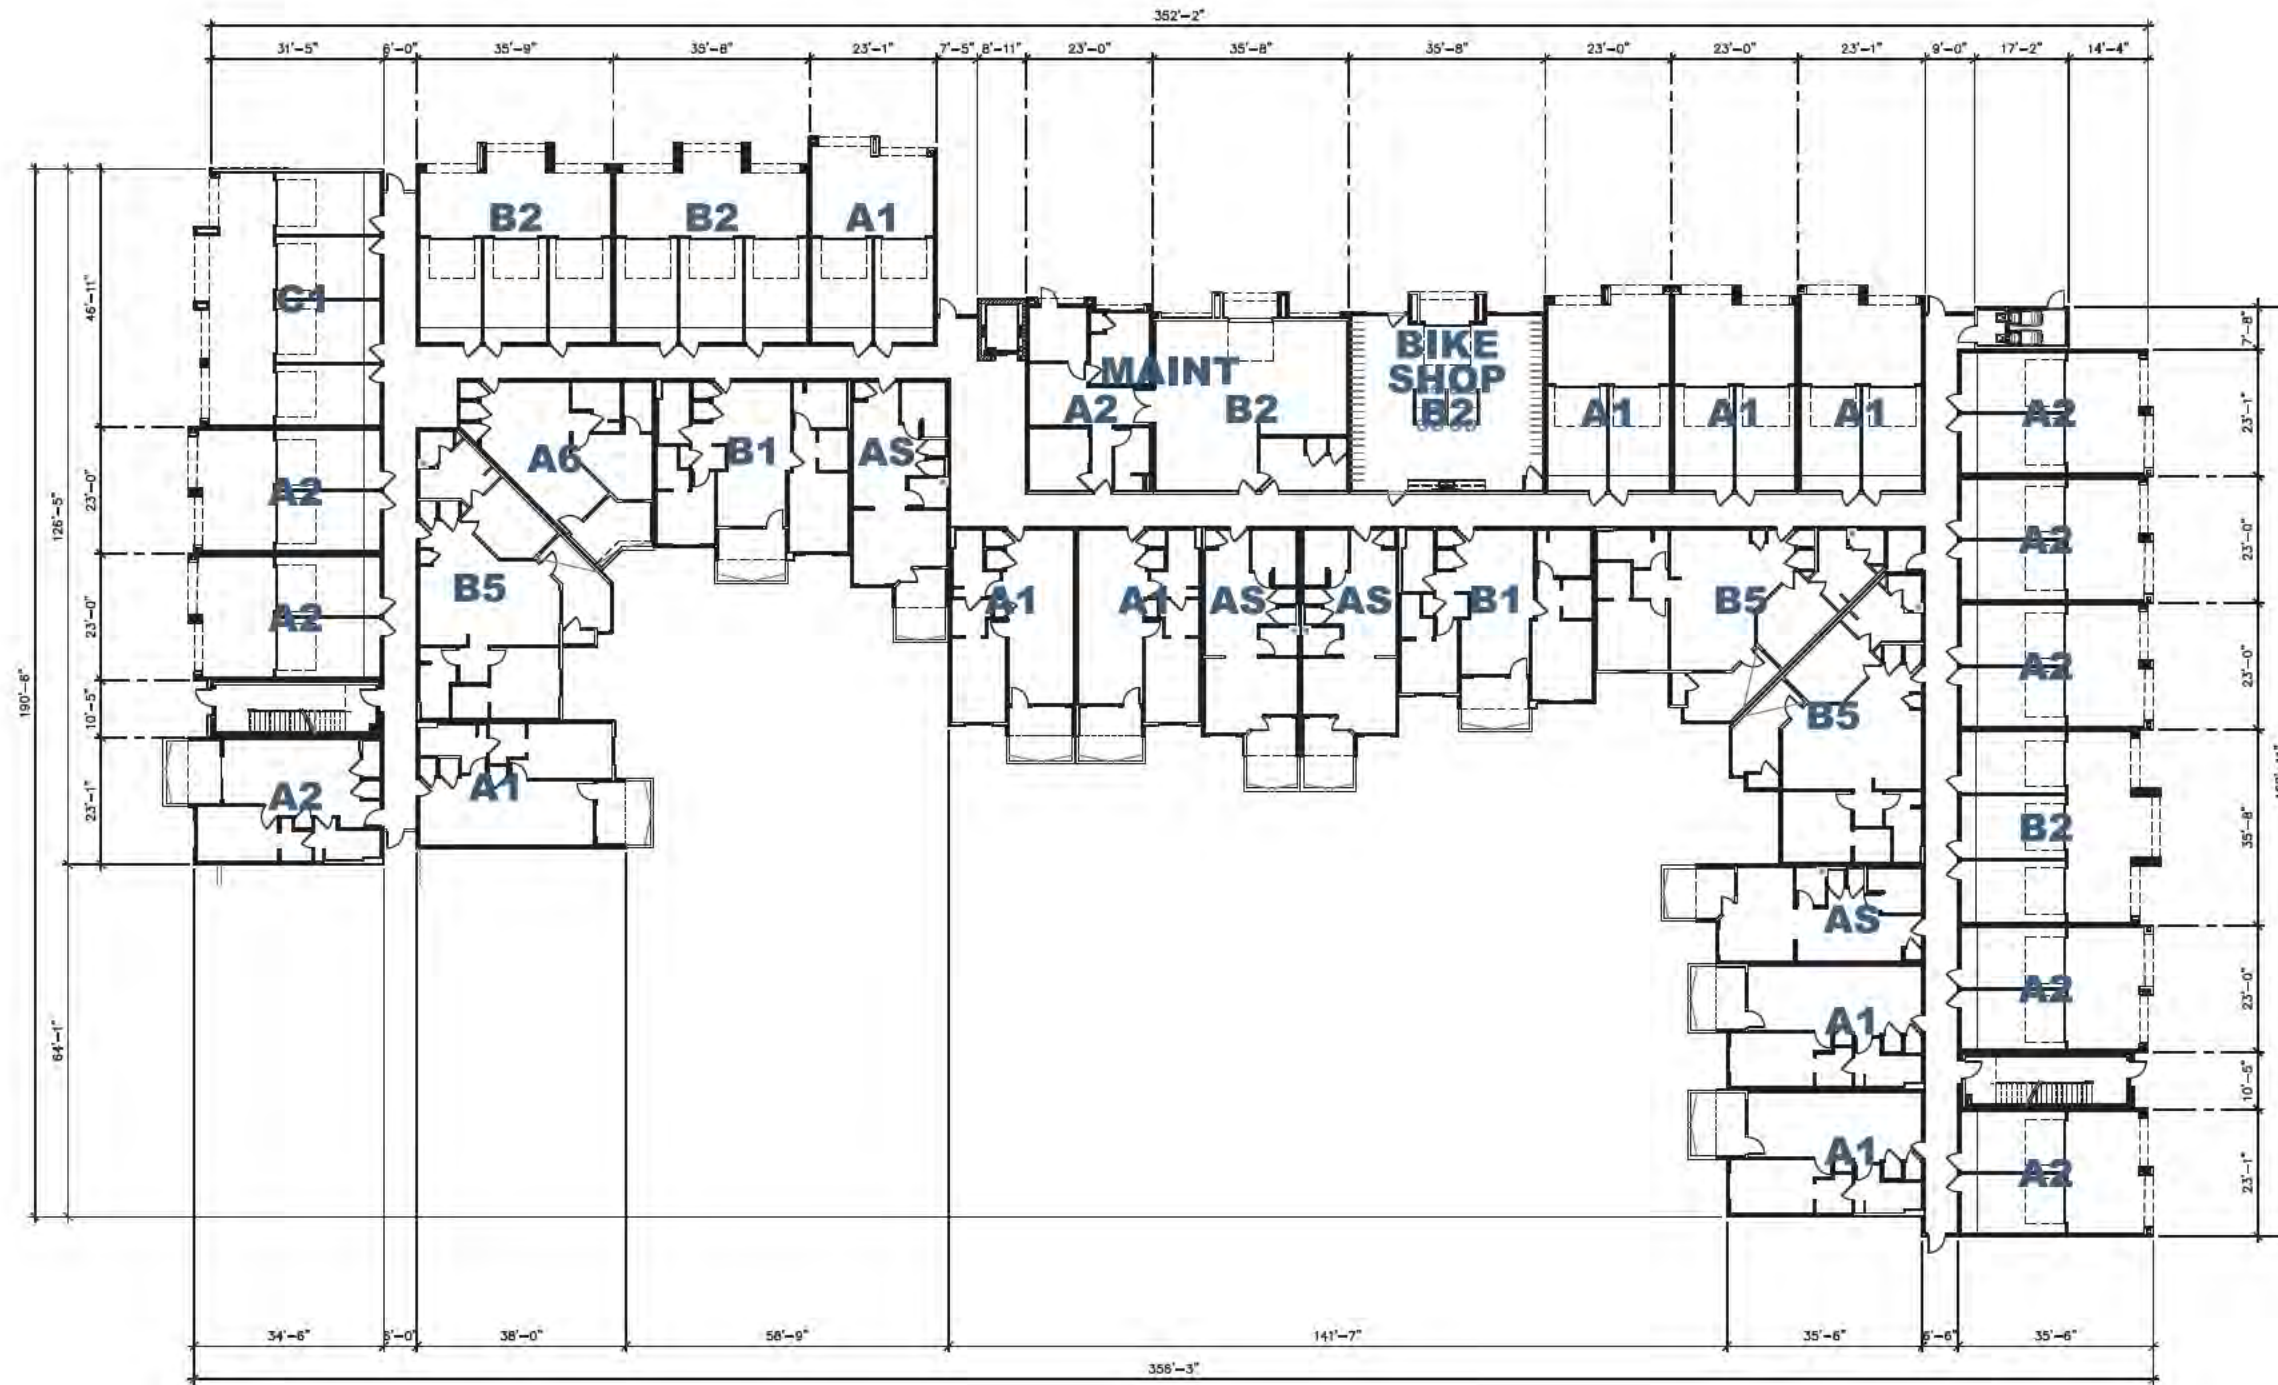 352'-2"
31'-5" 6'-0" 35'-9" 35'-8" 23'-1" 7'-5" 8'-11" 23'-0" 35'-8" 35'-8" 23'-0" 23'-0" 23'-1" 9'-0" 17'-2" 14'-4"
B2 B2 A1
C1
46'-11"
7'-8"
BIKE
MAINT SHOP
A2 B2 B2 A1 A1 A1 A2
23'-1"
A6 B1 AS
A2
23'-0"
126'-5"
A2
23'-0"
B5 A1 A1 AS AS B1 B5
A2
23'-0"
A2
23'-0"
190'-6"
10'-5"
B5
A2 A1
23'-1"
B2
35'-8"
AS
A2
23'-0"
A1
64'-1"
10'-5"
A1
A2
23'-1"
34'-6" 38'-0" 58'-9" 141'-7" 35'-6" 6'-6" 35'-6"
356'-3"